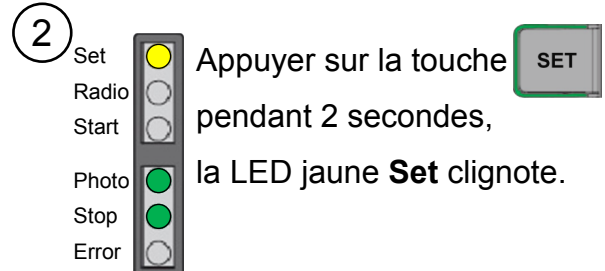 2
Set
Radio
Start
Photo
Stop
Error
Appuyer sur la touche SET
pendant 2 secondes,
la LED jaune Set clignote.